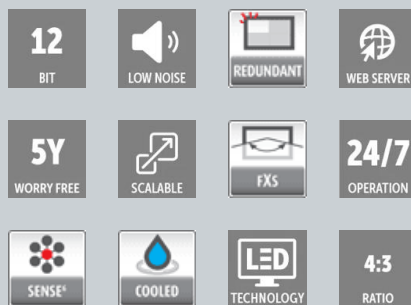 12
BIT
LOW NOISE
REDUNDANT
WEB SERVER
5Y
WORRY FREE
SCALABLE
FXS
24/7
OPERATION
SENSE⁶
COOLED
LED
TECHNOLOGY
4:3
RATIO